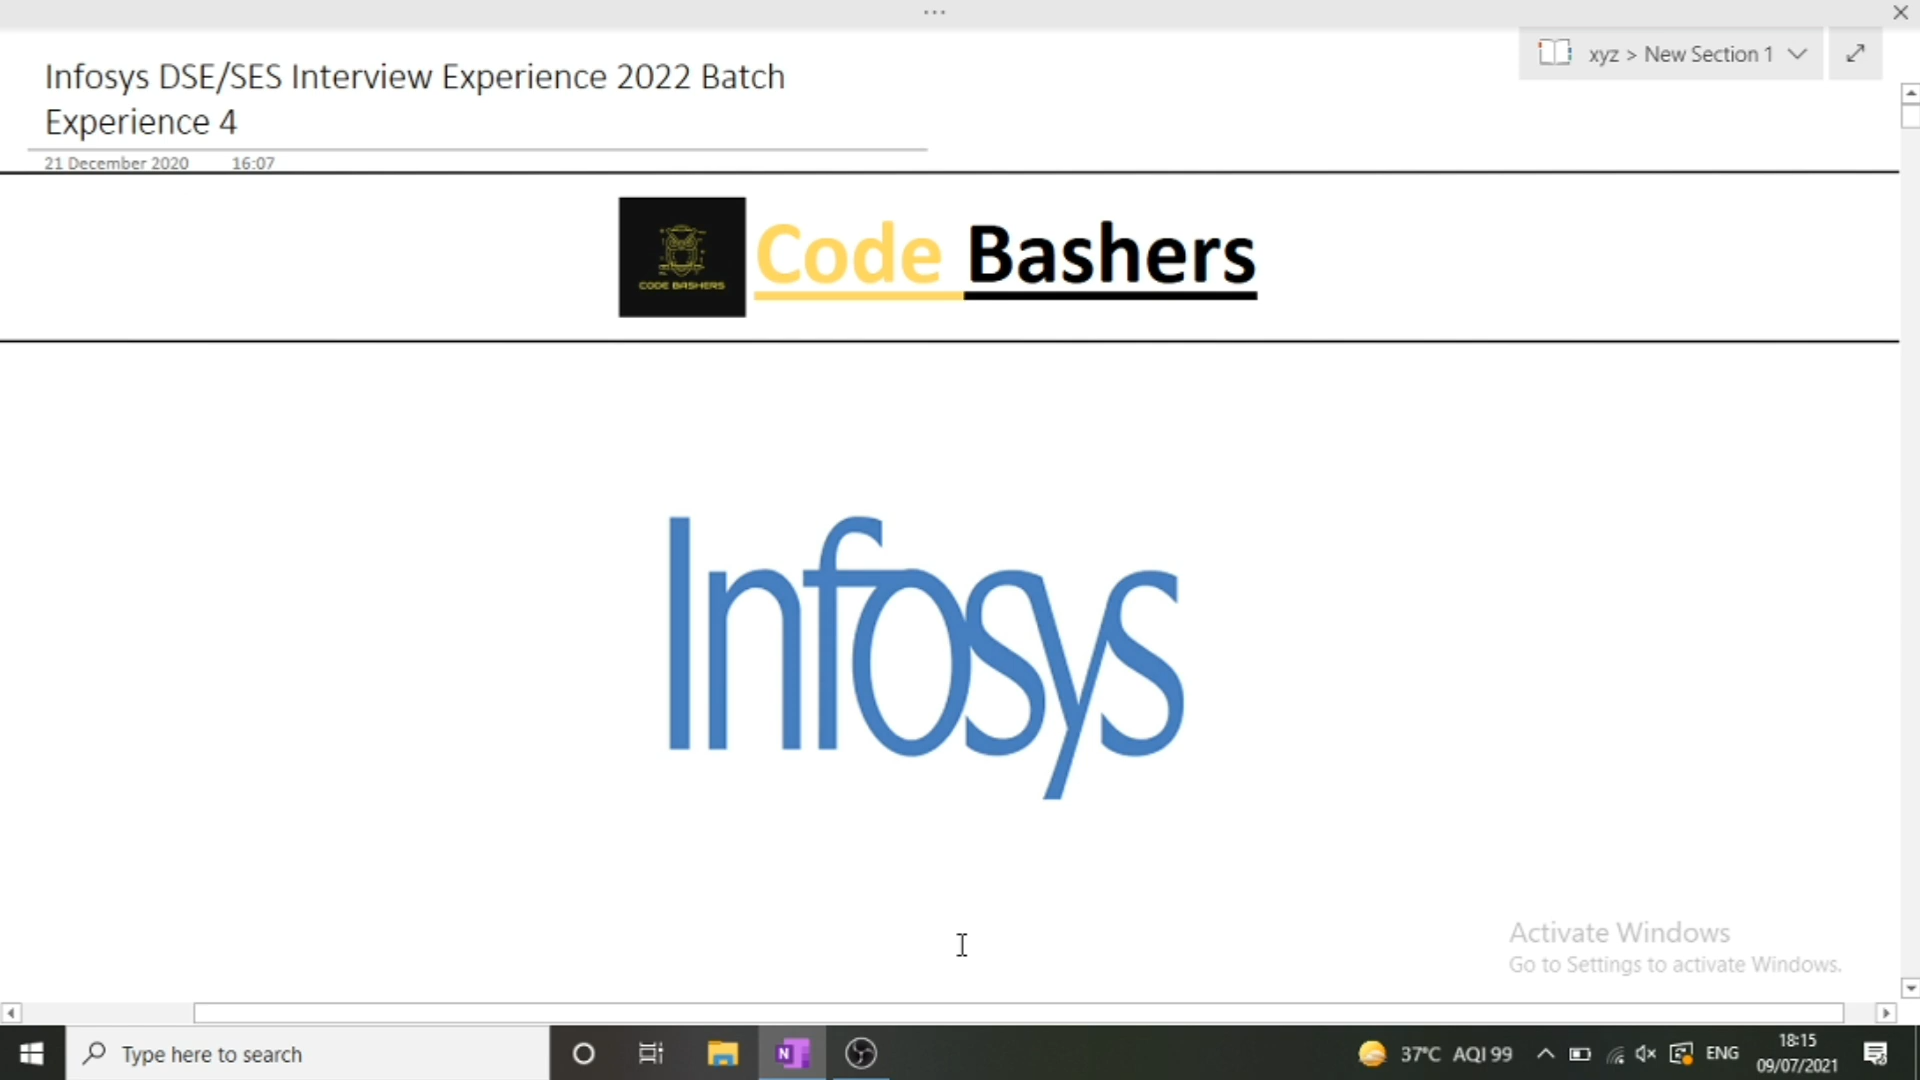 xyz > New Section 1
Infosys DSE/SES Interview Experience 2022 Batch
Experience 4
21 December 2020 16:07
CODE BASHERS
Code Bashers
Infosys
Activate Windows
Go to Settings to activate Windows.
Type here to search
37°C AQI 99
ENG
18:15
09/07/2021